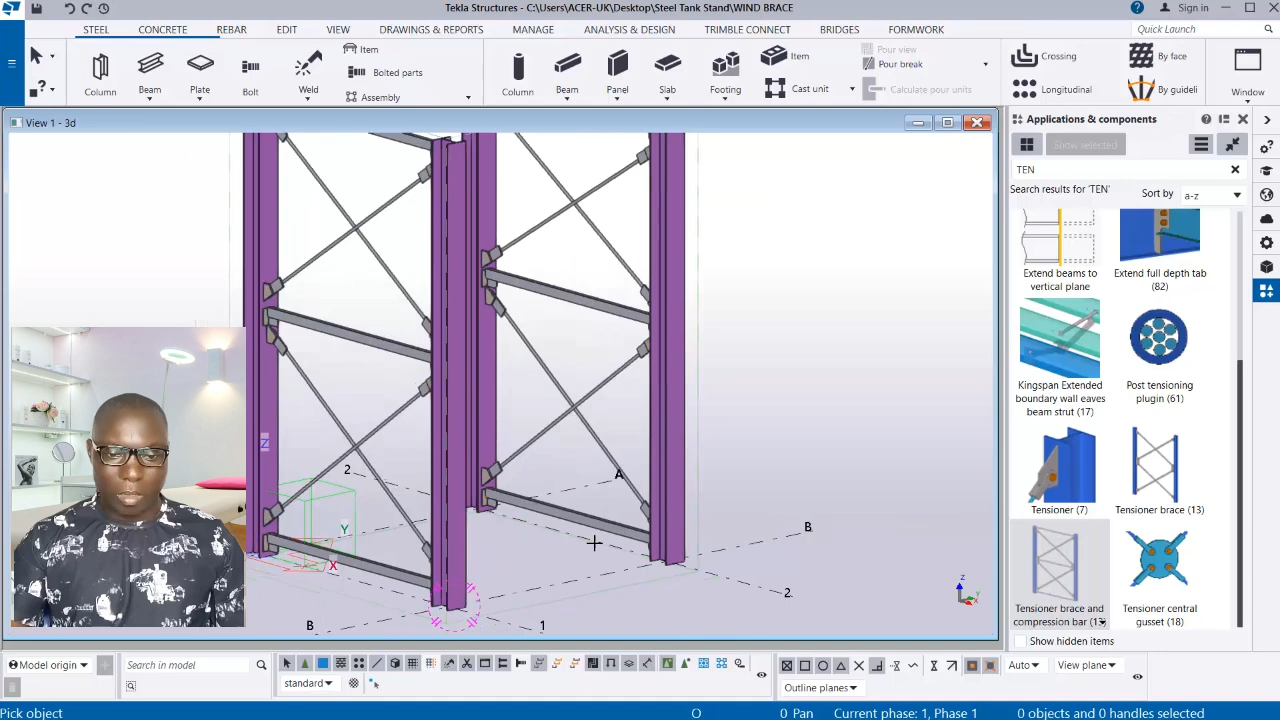 Tekla Structures - C:\Users\ACER-UK\Desktop\Steel Tank Stand\WIND BRACE
Sign in
STEEL CONCRETE REBAR EDIT VIEW DRAWINGS & REPORTS MANAGE ANALYSIS & DESIGN TRIMBLE CONNECT BRIDGES FORMWORK
Quick Launch
Column
Beam
Plate
Bolt
Weld
Item
Bolted parts
Assembly
Column
Beam
Panel
Slab
Footing
Item
Cast unit
Pour view
Pour break
Calculate pour units
Crossing
Longitudinal
By face
By guideli
Window
View 1 - 3d
Applications & components
Show selected
TEN
Search results for 'TEN'
Sort by
a-z
Extend beams to
vertical plane
Extend full depth tab
(82)
Kingspan Extended
boundary wall eaves
beam strut (17)
Post tensioning
plugin (61)
Tensioner (7)
Tensioner brace (13)
Tensioner brace and
compression bar (13
Tensioner central
gusset (18)
Show hidden items
Z
2
A
Y
X
B
B
1
2
z
y
x
Model origin
Search in model
standard
Auto
View plane
Outline planes
Pick object
O
0 Pan
Current phase: 1, Phase 1
0 objects and 0 handles selected